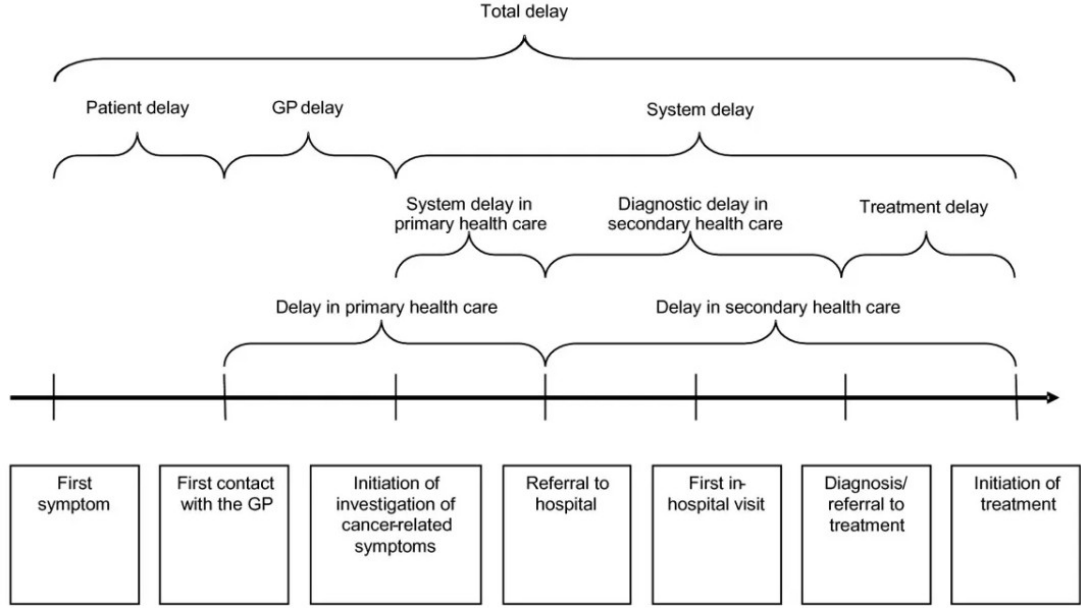 Total delay
Patient delay
GP delay
System delay
System delay in
primary health care
Diagnostic delay in
secondary health care
Treatment delay
Delay in primary health care
Delay in secondary health care
First
symptom
First contact
with the GP
Initiation of
investigation of
cancer-related
symptoms
Referral to
hospital
First in-
hospital visit
Diagnosis/
referral to
treatment
Initiation of
treatment